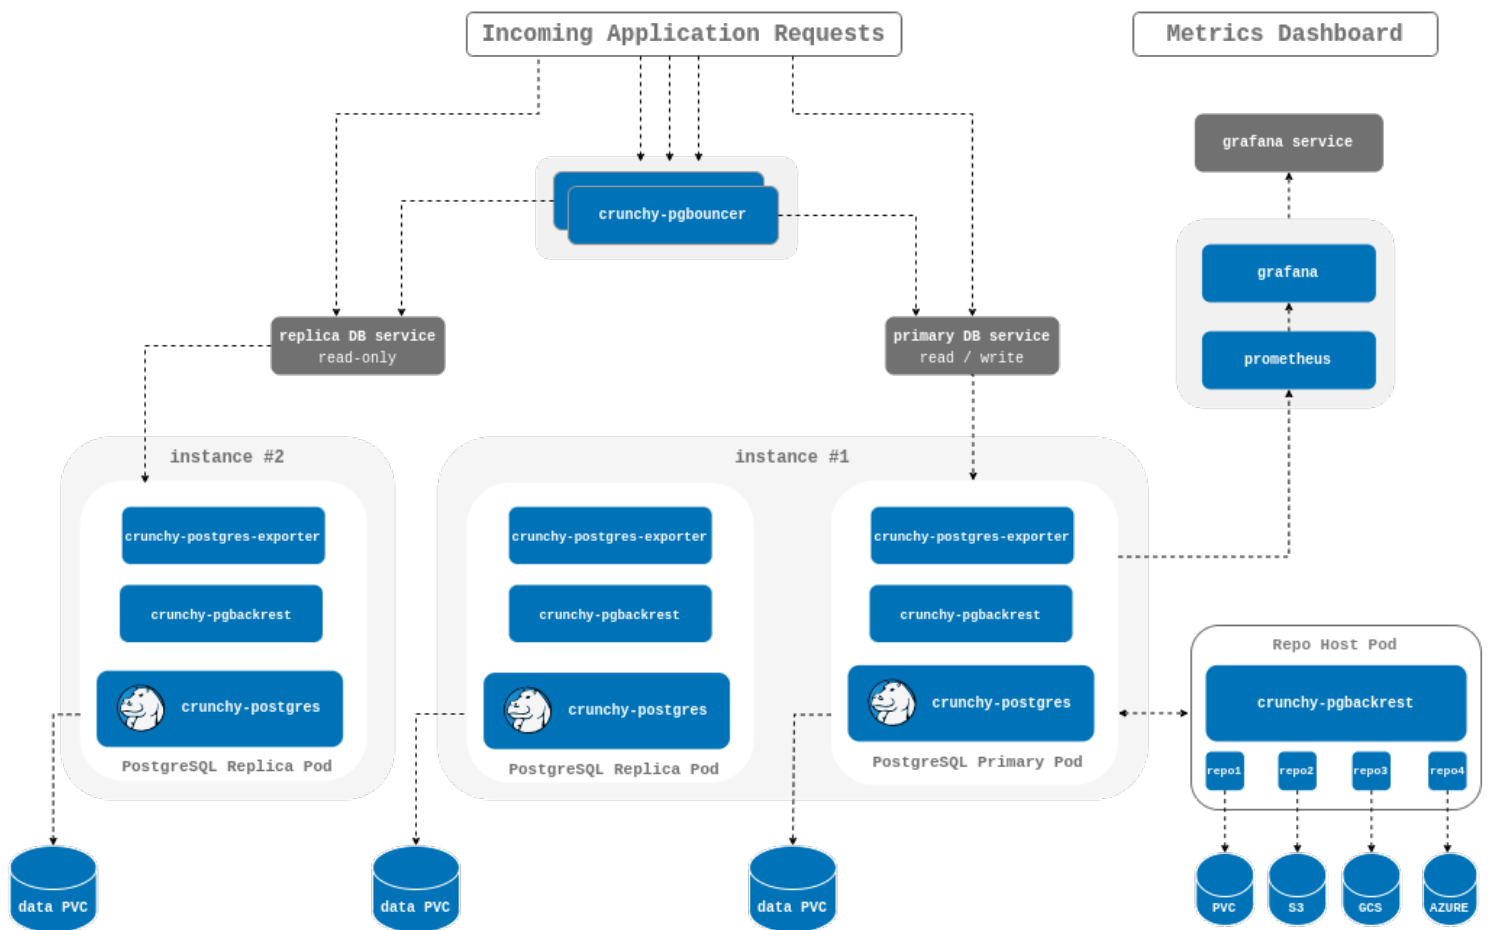 Incoming Application Requests
Metrics Dashboard
grafana service
crunchy-pgbouncer
grafana
replica DB service
read-only
primary DB service
read / write
prometheus
instance #2
instance #1
crunchy-postgres-exporter
crunchy-postgres-exporter
crunchy-postgres-exporter
crunchy-pgbackrest
crunchy-pgbackrest
crunchy-pgbackrest
crunchy-postgres
crunchy-postgres
crunchy-postgres
PostgreSQL Replica Pod
PostgreSQL Replica Pod
PostgreSQL Primary Pod
Repo Host Pod
crunchy-pgbackrest
repo1
repo2
repo3
repo4
data PVC
data PVC
data PVC
PVC
S3
GCS
AZURE